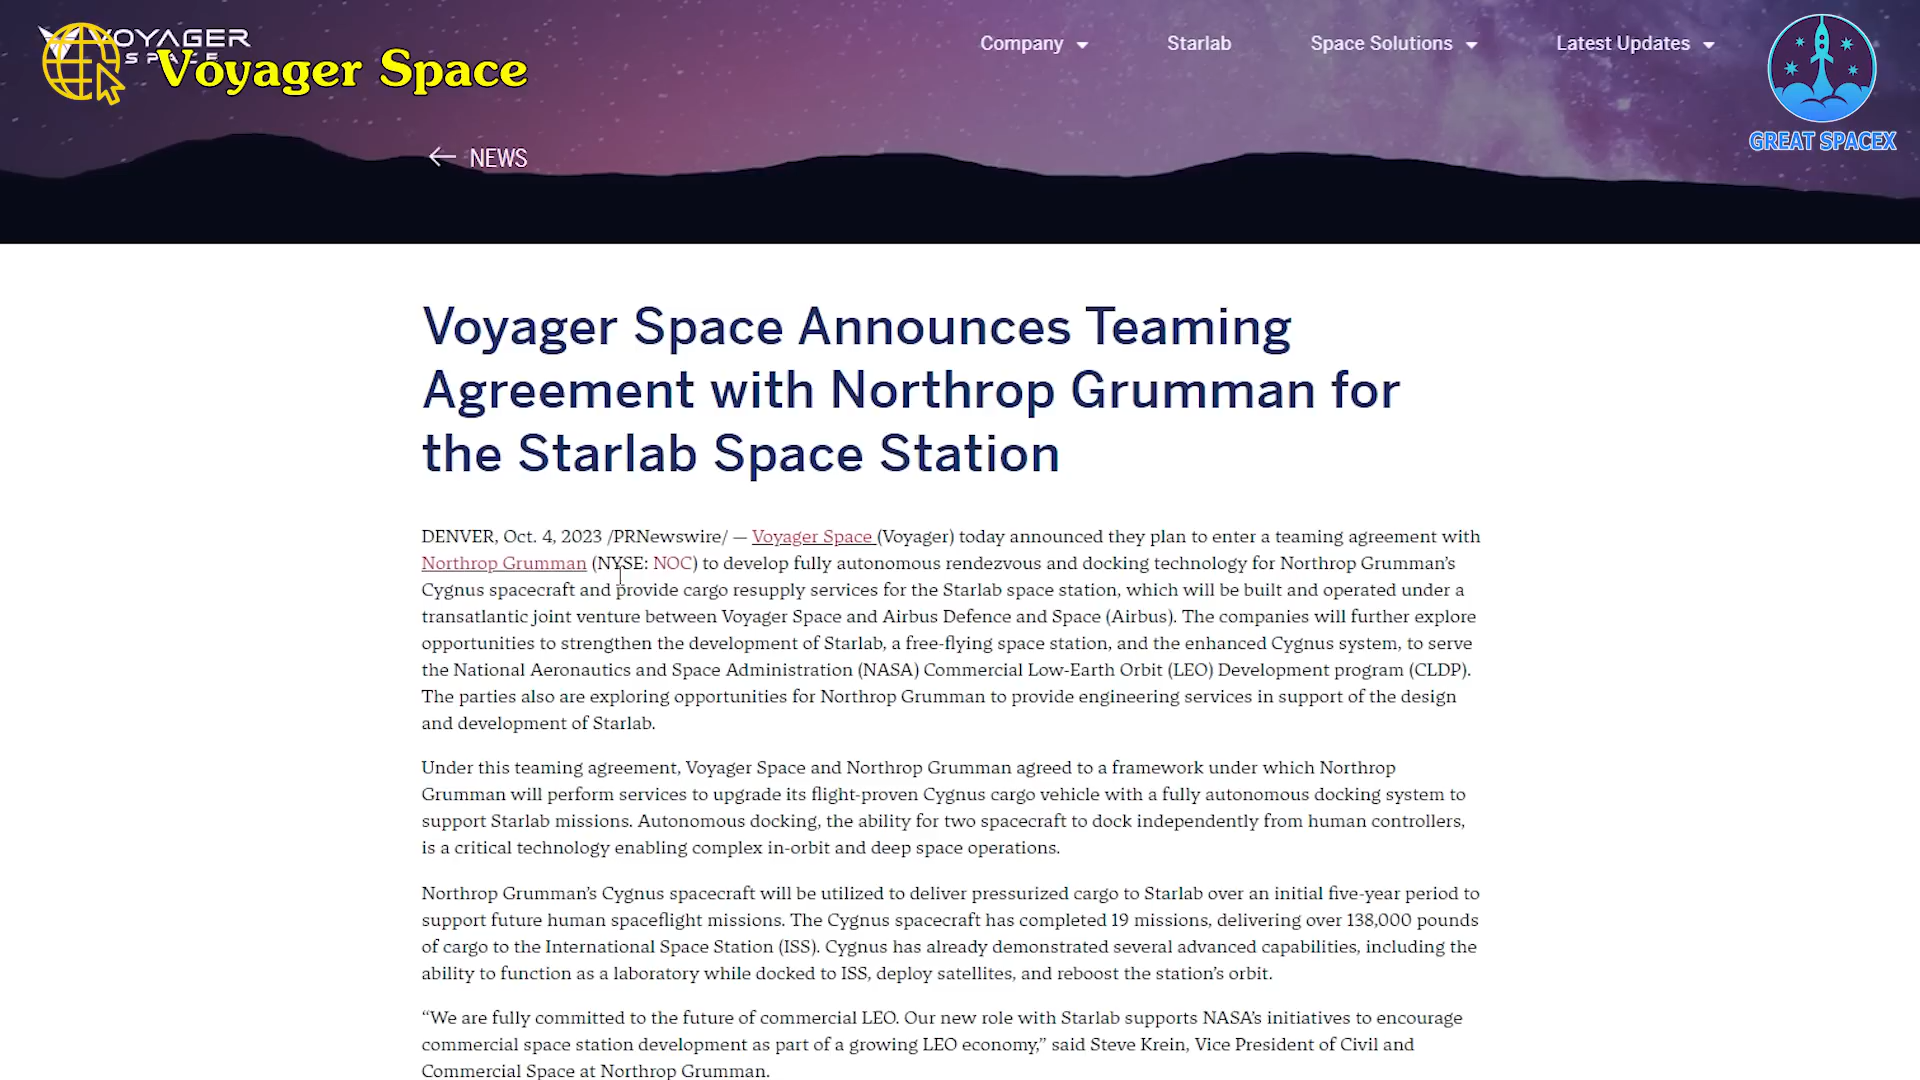 VOYAGER
SPACE
Voyager Space
Company
Starlab
Space Solutions
Latest Updates
GREAT SPACEX
← NEWS
Voyager Space Announces Teaming
Agreement with Northrop Grumman for
the Starlab Space Station
DENVER, Oct. 4, 2023 /PRNewswire/ — Voyager Space (Voyager) today announced they plan to enter a teaming agreement with
Northrop Grumman (NYSE: NOC) to develop fully autonomous rendezvous and docking technology for Northrop Grumman’s
Cygnus spacecraft and provide cargo resupply services for the Starlab space station, which will be built and operated under a
transatlantic joint venture between Voyager Space and Airbus Defence and Space (Airbus). The companies will further explore
opportunities to strengthen the development of Starlab, a free-flying space station, and the enhanced Cygnus system, to serve
the National Aeronautics and Space Administration (NASA) Commercial Low-Earth Orbit (LEO) Development program (CLDP).
The parties also are exploring opportunities for Northrop Grumman to provide engineering services in support of the design
and development of Starlab.
Under this teaming agreement, Voyager Space and Northrop Grumman agreed to a framework under which Northrop
Grumman will perform services to upgrade its flight-proven Cygnus cargo vehicle with a fully autonomous docking system to
support Starlab missions. Autonomous docking, the ability for two spacecraft to dock independently from human controllers,
is a critical technology enabling complex in-orbit and deep space operations.
Northrop Grumman’s Cygnus spacecraft will be utilized to deliver pressurized cargo to Starlab over an initial five-year period to
support future human spaceflight missions. The Cygnus spacecraft has completed 19 missions, delivering over 138,000 pounds
of cargo to the International Space Station (ISS). Cygnus has already demonstrated several advanced capabilities, including the
ability to function as a laboratory while docked to ISS, deploy satellites, and reboost the station’s orbit.
“We are fully committed to the future of commercial LEO. Our new role with Starlab supports NASA’s initiatives to encourage
commercial space station development as part of a growing LEO economy,” said Steve Krein, Vice President of Civil and
Commercial Space at Northrop Grumman.